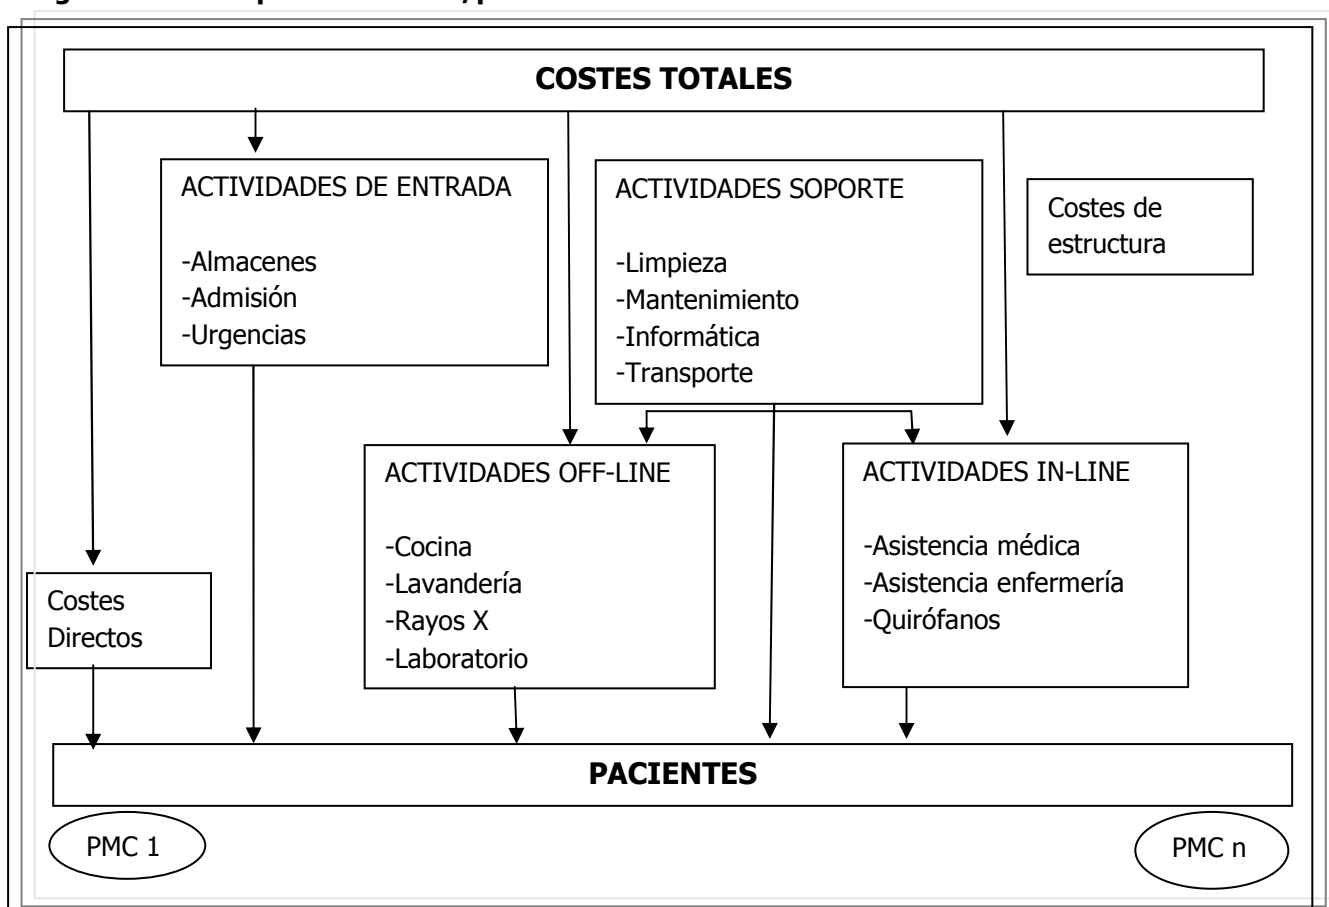 COSTES TOTALES
ACTIVIDADES DE ENTRADA
-Almacenes
-Admisión
-Urgencias
ACTIVIDADES SOPORTE
-Limpieza
-Mantenimiento
-Informática
-Transporte
Costes de
estructura
ACTIVIDADES OFF-LINE
-Cocina
-Lavandería
-Rayos X
-Laboratorio
ACTIVIDADES IN-LINE
-Asistencia médica
-Asistencia enfermería
-Quirófanos
Costes
Directos
PACIENTES
PMC 1
PMC n